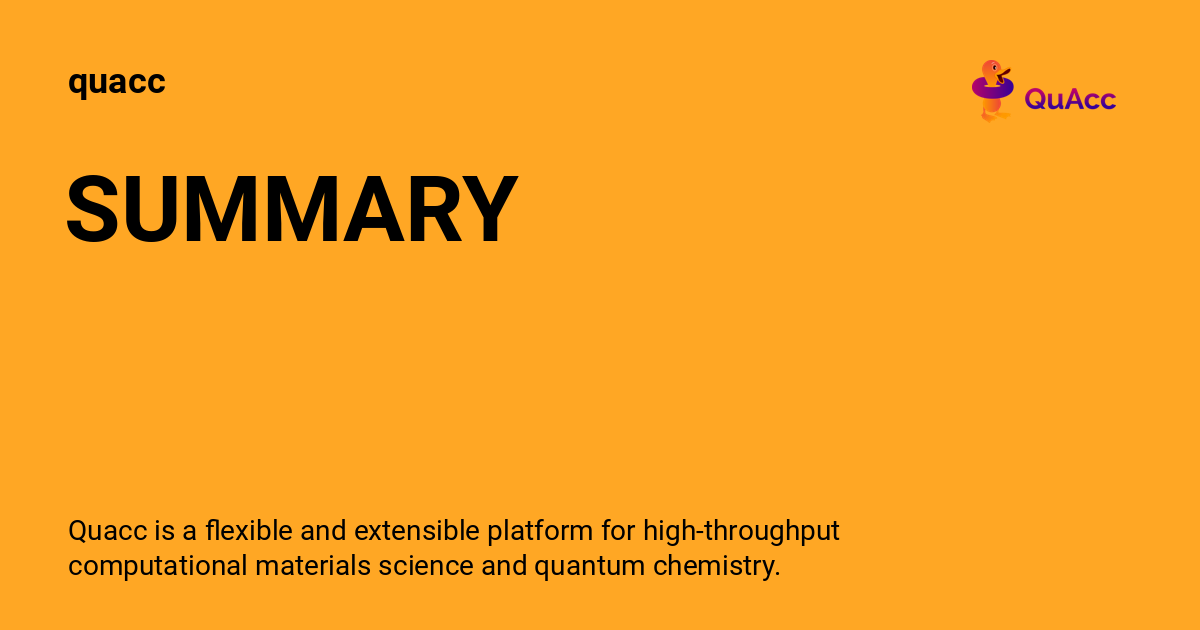 quacc
QuAcc
SUMMARY
Quacc is a flexible and extensible platform for high-throughput
computational materials science and quantum chemistry.